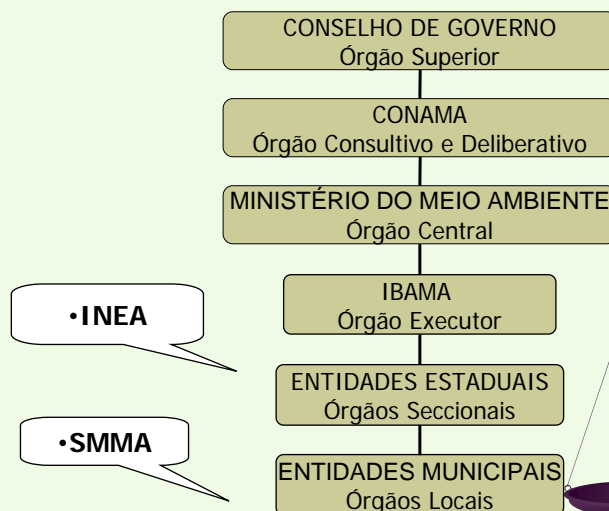 CONSELHO DE GOVERNO
Órgão Superior
CONAMA
Órgão Consultivo e Deliberativo
MINISTÉRIO DO MEIO AMBIENTE
Órgão Central
IBAMA
Órgão Executor
•INEA
ENTIDADES ESTADUAIS
Órgãos Seccionais
•SMMA
ENTIDADES MUNICIPAIS
Órgãos Locais